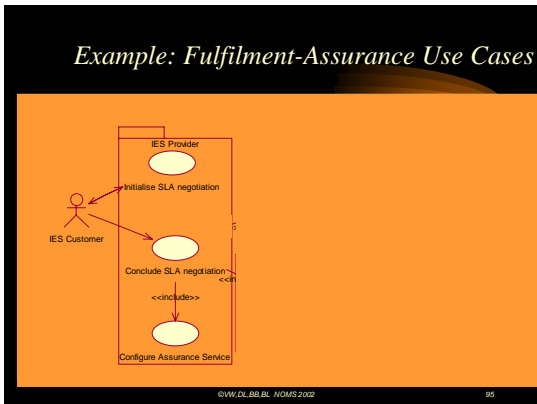 Example: Fulfilment-Assurance Use Cases
IES Provider
Initialise SLA negotiation
IES Customer
Conclude SLA negotiation
<<in
<<include>>
Configure Assurance Service
©VW,DL,BB,BL NOMS 2002
95